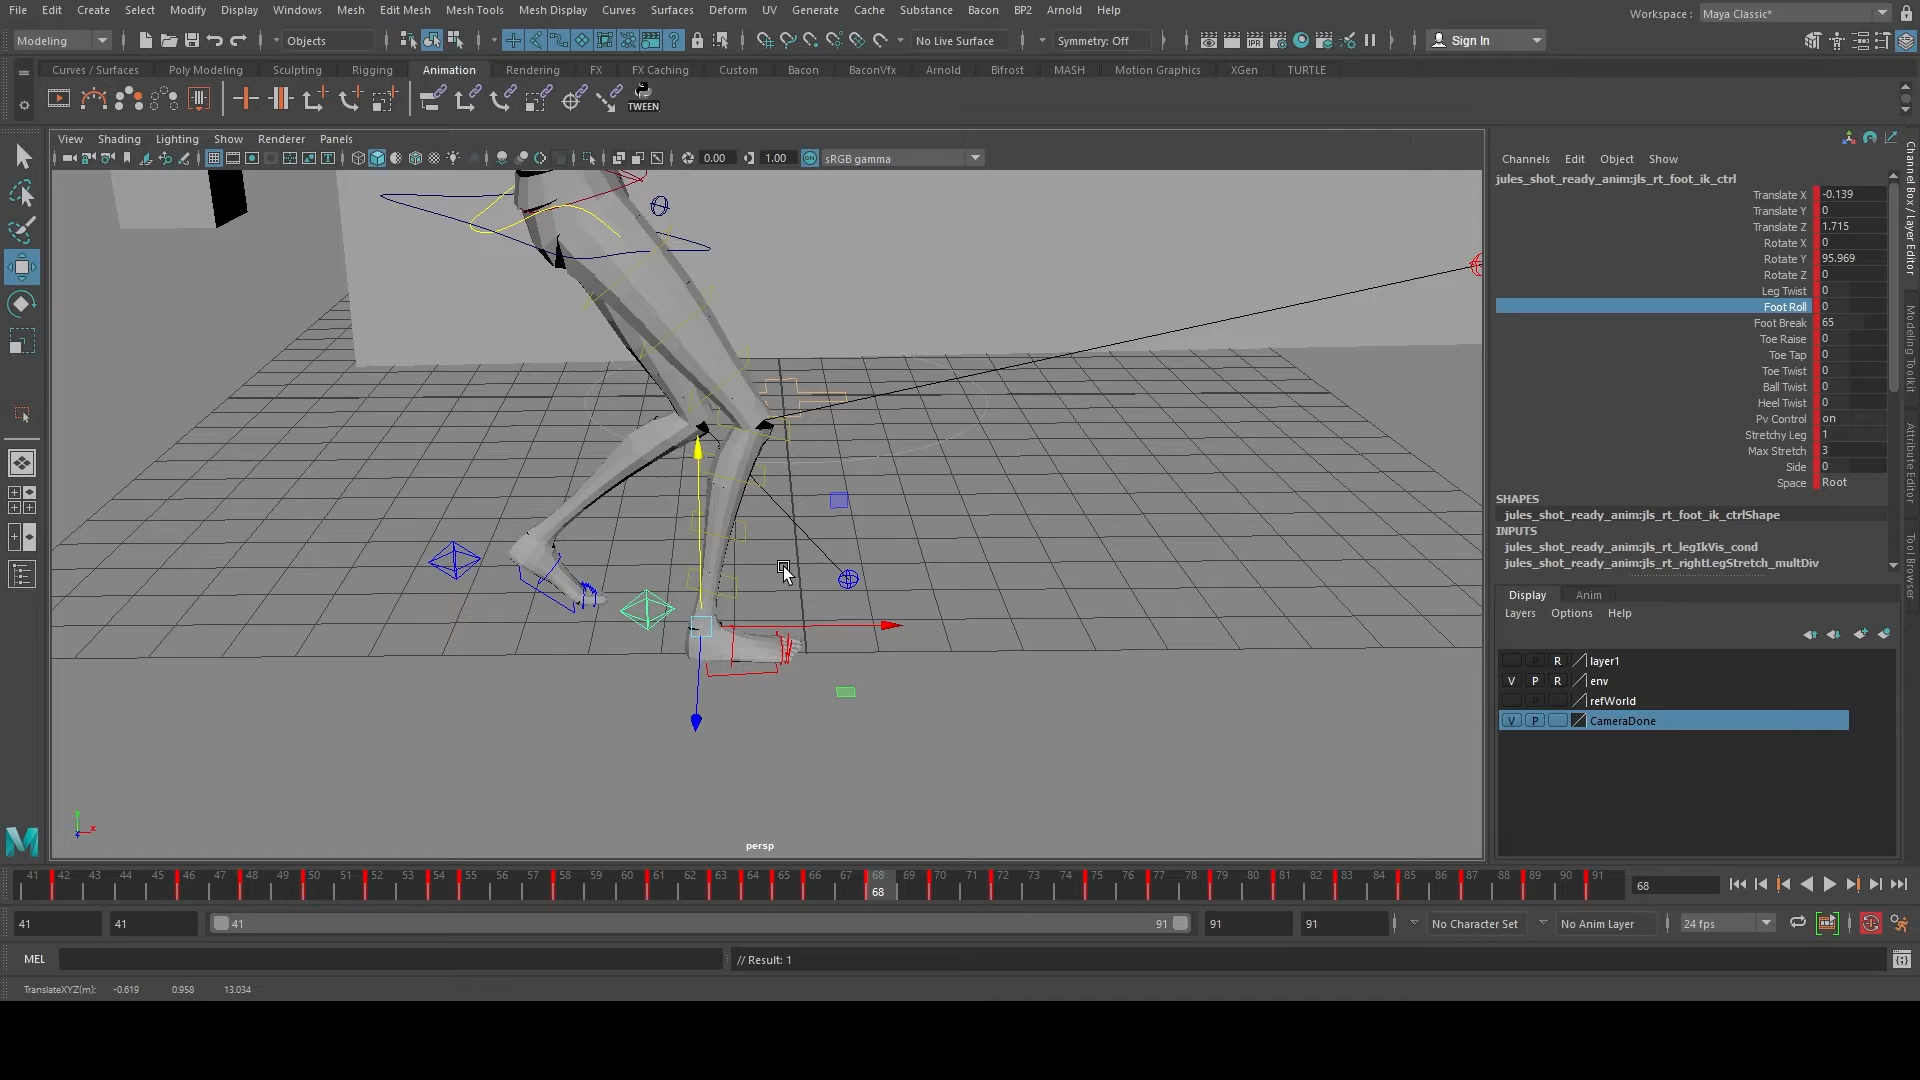 File Edit Create Select Modify Display Windows Mesh Edit Mesh Mesh Tools Mesh Display Curves Surfaces Deform UV Generate Cache Substance Bacon BP2 Arnold Help
Workspace : Maya Classic*
Modeling Objects No Live Surface Symmetry: Off Sign In
Curves / Surfaces Poly Modeling Sculpting Rigging Animation Rendering FX FX Caching Custom Bacon BaconVfx Arnold Bifrost MASH Motion Graphics XGen TURTLE
TWEEN
View Shading Lighting Show Renderer Panels
0.00 1.00 sRGB gamma
Channels Edit Object Show
jules_shot_ready_anim:jls_rt_foot_ik_ctrl
Translate X -0.139
Translate Y 0
Translate Z 1.715
Rotate X 0
Rotate Y 95.969
Rotate Z 0
Leg Twist 0
Foot Roll 0
Foot Break 65
Toe Raise 0
Toe Tap 0
Toe Twist 0
Ball Twist 0
Heel Twist 0
Pv Control on
Stretchy Leg 1
Max Stretch 3
Side 0
Space Root
SHAPES
jules_shot_ready_anim:jls_rt_foot_ik_ctrlShape
INPUTS
jules_shot_ready_anim:jls_rt_legIkVis_cond
jules_shot_ready_anim:jls_rt_rightLegStretch_multDiv
Channel Box / Layer Editor
Modeling Toolkit
Attribute Editor
Tool Browser
Display Anim
Layers Options Help
R layer1
V P R env
refWorld
V P CameraDone
persp
41 42 43 44 45 46 47 48 49 50 51 52 53 54 55 56 57 58 59 60 61 62 63 64 65 66 67 68 69 70 71 72 73 74 75 76 77 78 79 80 81 82 83 84 85 86 87 88 89 90 91
68
68
41 41 41 91 91 91 No Character Set No Anim Layer 24 fps
MEL // Result: 1
TranslateXYZ(m): -0.619 0.958 13.034